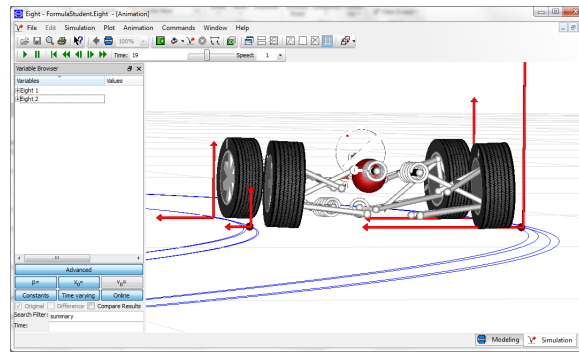 Eight - FormulaStudent.Eight - [Animation]
File Edit Simulation Plot Animation Commands Window Help
100%
Time: 19 Speed: 1
Variable Browser
Variables Values
Eight 1
Eight 2
Advanced
p= x₀= v₀=
Constants Time varying Online
Original Difference Compare Results
Search Filter: summary
Time:
Modeling Simulation